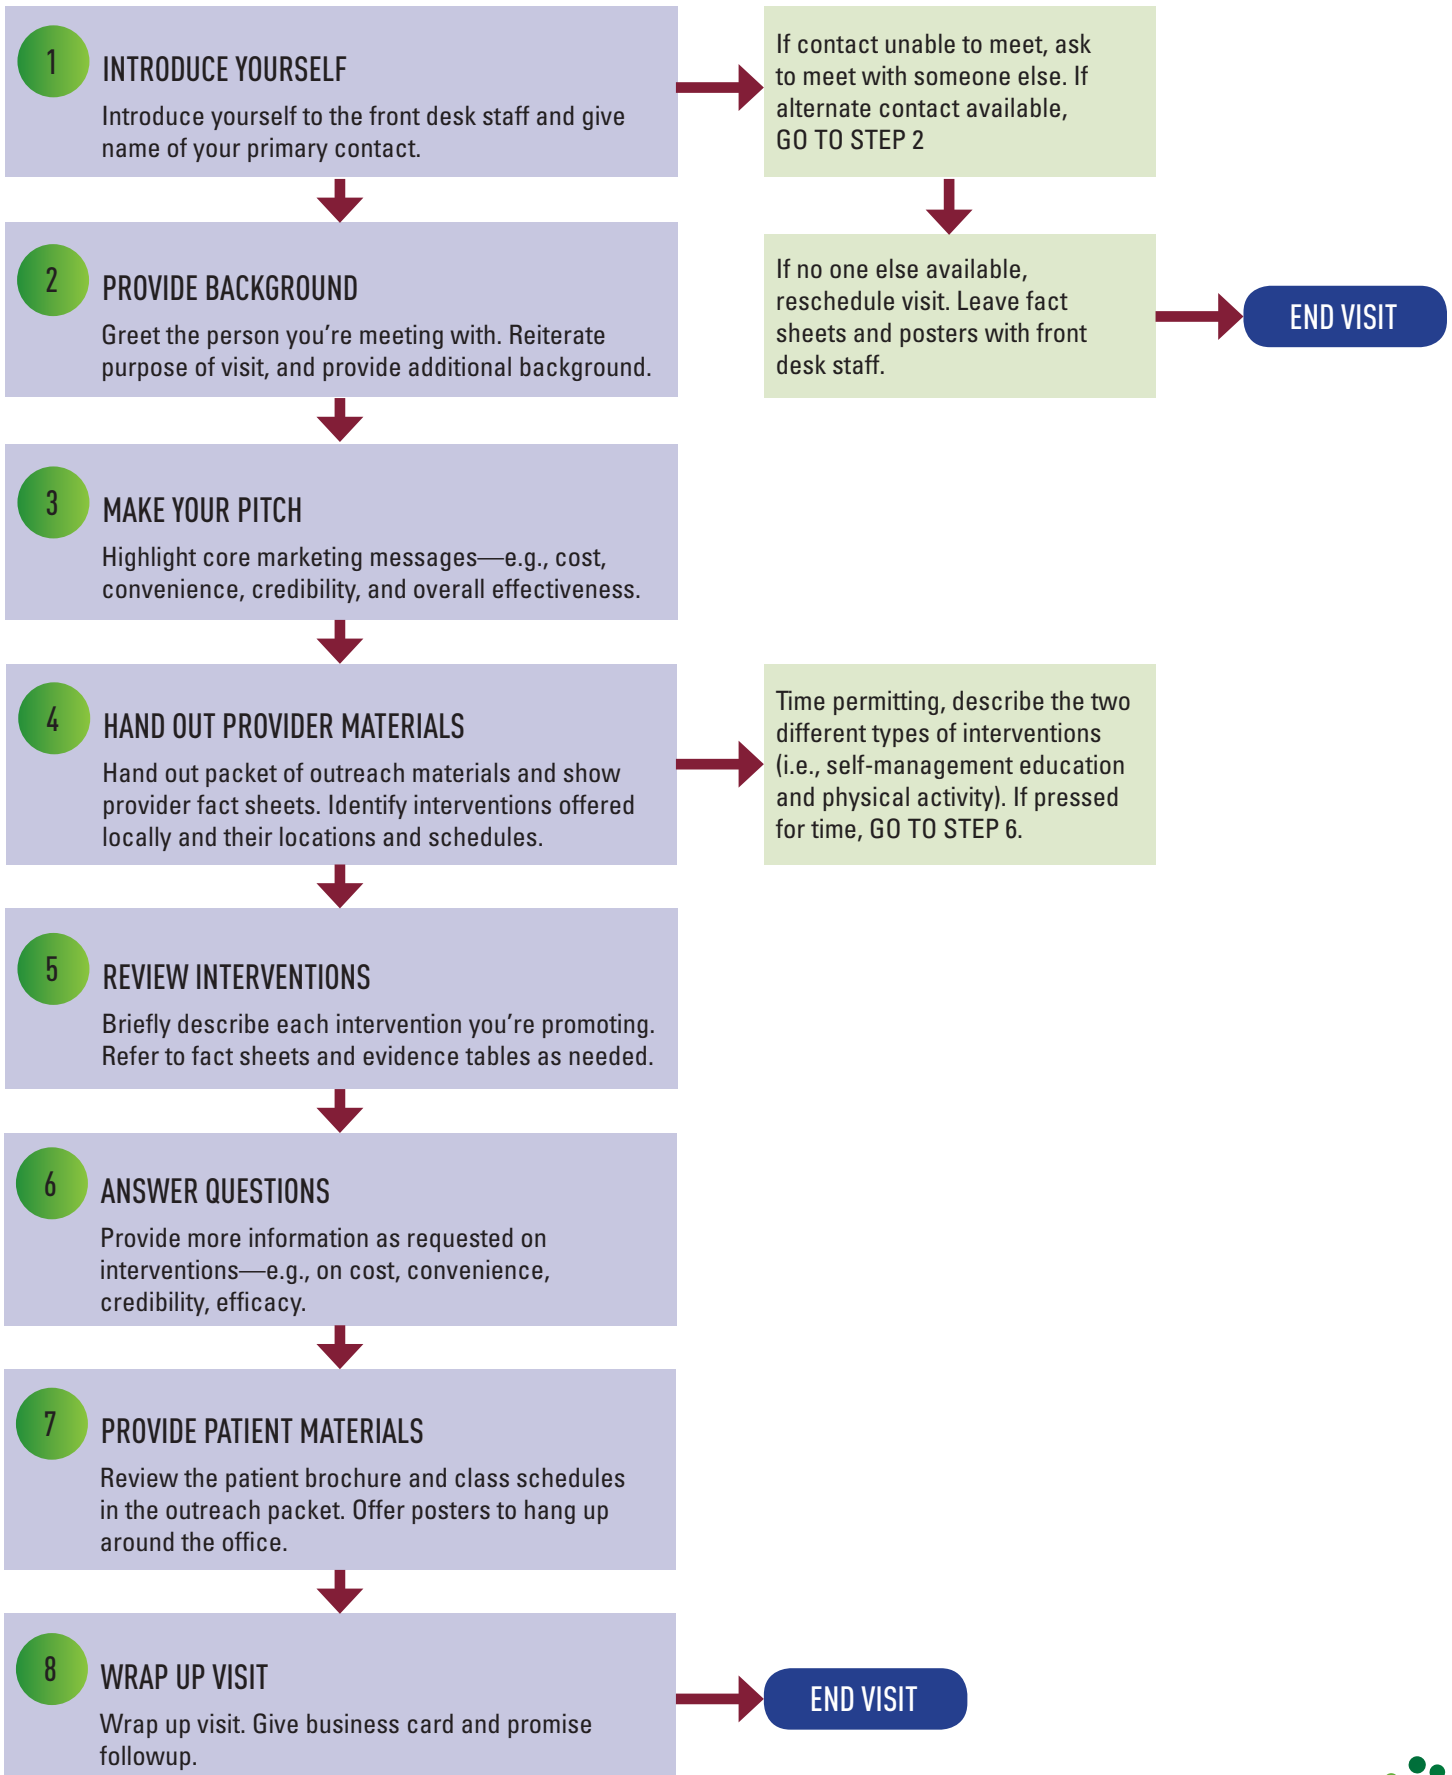 1
INTRODUCE YOURSELF
Introduce yourself to the front desk staff and give
name of your primary contact.
If contact unable to meet, ask
to meet with someone else. If
alternate contact available,
GO TO STEP 2
2
PROVIDE BACKGROUND
Greet the person you’re meeting with. Reiterate
purpose of visit, and provide additional background.
If no one else available,
reschedule visit. Leave fact
sheets and posters with front
desk staff.
END VISIT
3
MAKE YOUR PITCH
Highlight core marketing messages—e.g., cost,
convenience, credibility, and overall effectiveness.
4
HAND OUT PROVIDER MATERIALS
Hand out packet of outreach materials and show
provider fact sheets. Identify interventions offered
locally and their locations and schedules.
Time permitting, describe the two
different types of interventions
(i.e., self-management education
and physical activity). If pressed
for time, GO TO STEP 6.
5
REVIEW INTERVENTIONS
Briefly describe each intervention you’re promoting.
Refer to fact sheets and evidence tables as needed.
6
ANSWER QUESTIONS
Provide more information as requested on
interventions—e.g., on cost, convenience,
credibility, efficacy.
7
PROVIDE PATIENT MATERIALS
Review the patient brochure and class schedules
in the outreach packet. Offer posters to hang up
around the office.
8
WRAP UP VISIT
Wrap up visit. Give business card and promise
followup.
END VISIT